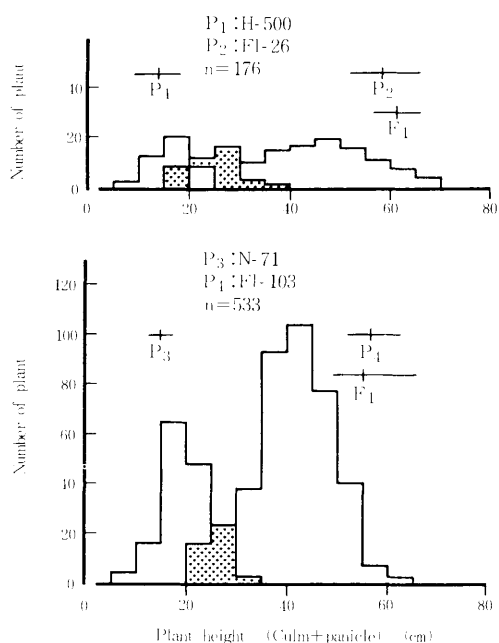 P1 : H-500
P2 : Fl-26
n=176
Number of plant
40
20
0
P1
P2
F1
0 20 40 60 80
P3 : N-71
P4 : Fl-103
n=533
Number of plant
120
100
80
60
40
20
0
P3
P4
F1
0 20 40 60 80
Plant height (Culm+panicle) (cm)